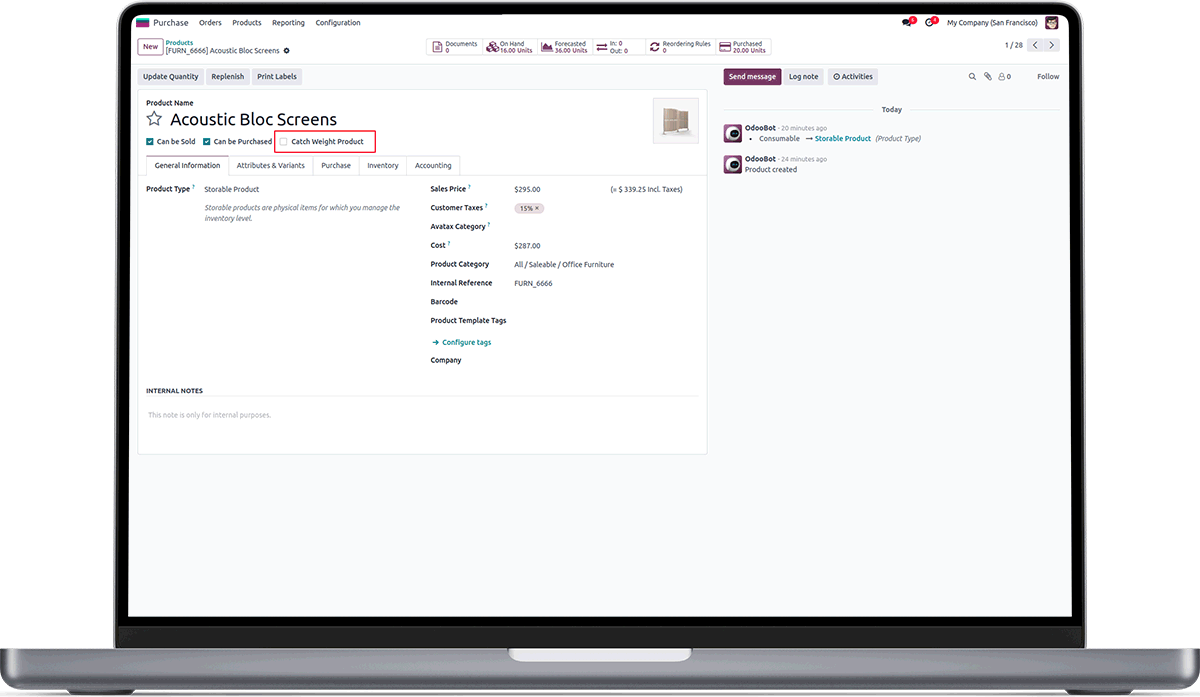 Purchase Orders Products Reporting Configuration 6 4 My Company (San Francisco)
New Products
[FURN_6666] Acoustic Bloc Screens
Documents 0 On Hand 16.00 Units Forecasted 36.00 Units In: 0 Out: 0 Reordering Rules 0 Purchased 20.00 Units 1 / 28
Update Quantity Replenish Print Labels Send message Log note Activities 0 Follow
Product Name
Acoustic Bloc Screens
Can be Sold Can be Purchased Catch Weight Product
General Information Attributes & Variants Purchase Inventory Accounting
Product Type ? Storable Product
Storable products are physical items for which you manage the
inventory level.
Sales Price ? $295.00 (= $ 339.25 Incl. Taxes)
Customer Taxes ? 15% ×
Avatax Category ?
Cost ? $287.00
Product Category All / Saleable / Office Furniture
Internal Reference FURN_6666
Barcode
Product Template Tags
→ Configure tags
Company
INTERNAL NOTES
This note is only for internal purposes.
Today
OdooBot - 20 minutes ago
• Consumable → Storable Product (Product Type)
OdooBot - 24 minutes ago
Product created